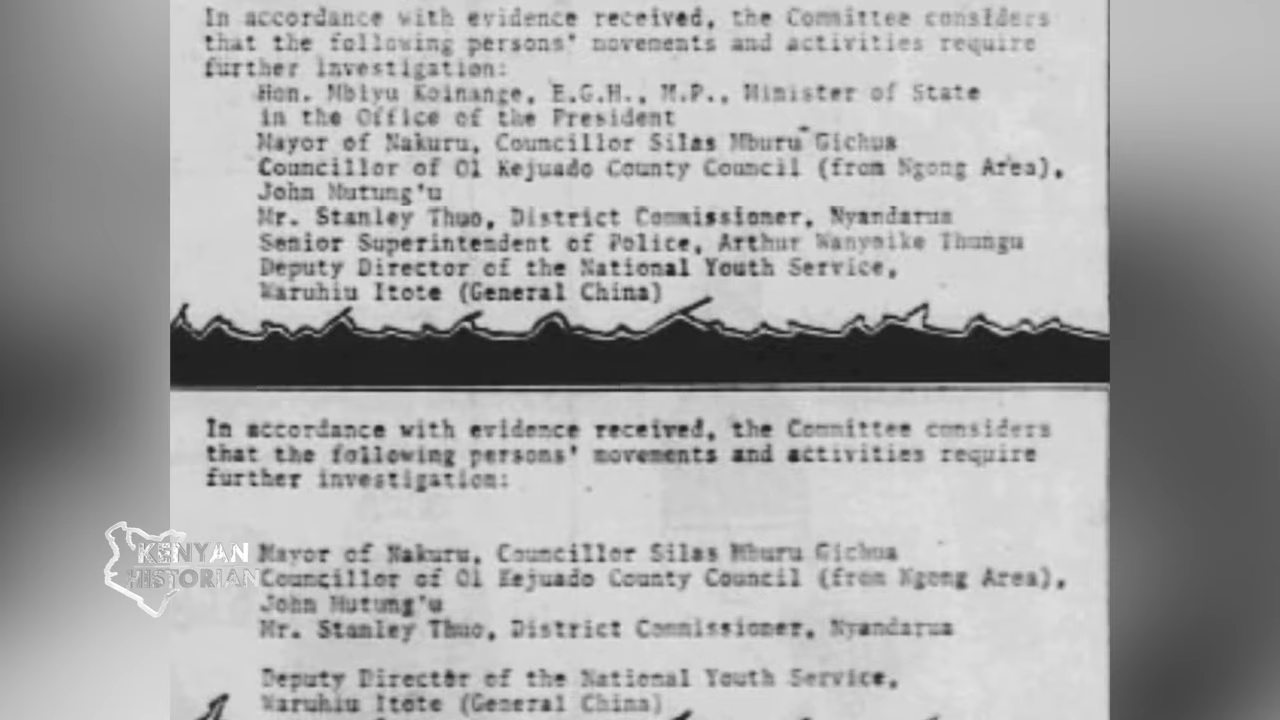 In accordance with evidence received, the Committee considers
that the following persons' movements and activities require
further investigation:
Hon. Mbiyu Koinange, E.G.H., M.P., Minister of State
in the Office of the President
Mayor of Nakuru, Councillor Silas Mburu Gichua
Councillor of Ol Kejuado County Council (from Ngong Area),
John Mutung'u
Mr. Stanley Thuo, District Commissioner, Nyandarua
Senior Superintendent of Police, Arthur Wanyoike Thungu
Deputy Director of the National Youth Service,
Waruhiu Itote (General China)
In accordance with evidence received, the Committee considers
that the following persons' movements and activities require
further investigation:
Mayor of Nakuru, Councillor Silas Mburu Gichua
Councillor of Ol Kejuado County Council (from Ngong Area),
John Mutung'u
Mr. Stanley Thuo, District Commissioner, Nyandarua
Deputy Director of the National Youth Service,
Waruhiu Itote (General China)
KENYAN
HISTORIAN